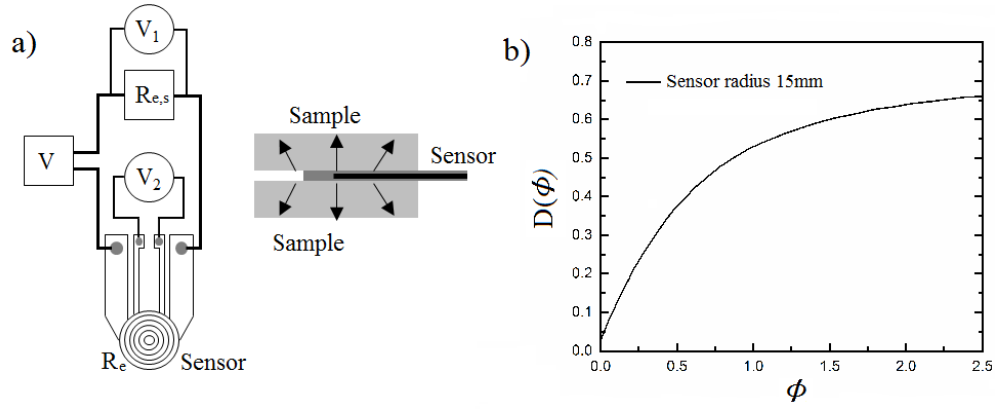 a)
V₁
Rₑ,ₛ
V
V₂
Rₑ
Sensor
Sample
Sensor
Sample
b)
Sensor radius 15mm
D(ϕ)
0.8
0.7
0.6
0.5
0.4
0.3
0.2
0.1
0.0
0.0 0.5 1.0 1.5 2.0 2.5
ϕ